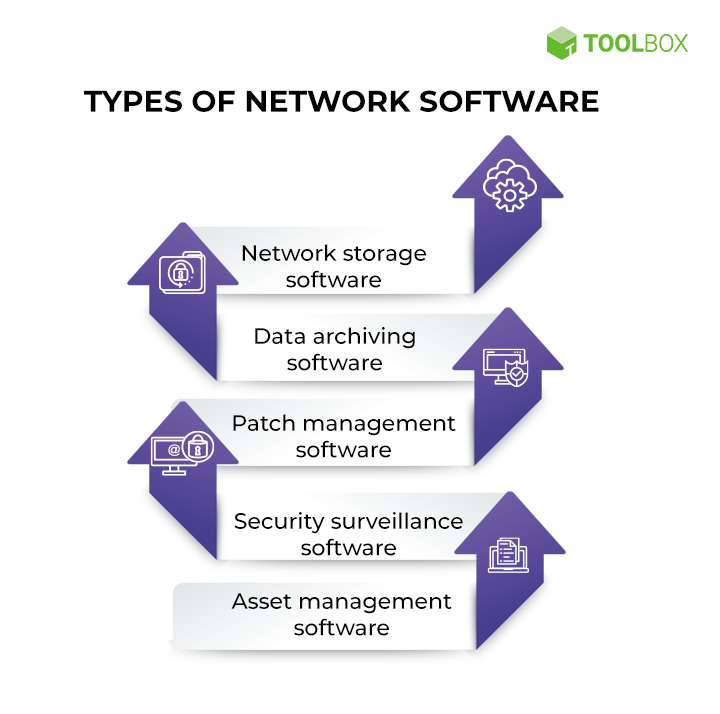 TOOLBOX
TYPES OF NETWORK SOFTWARE
Network storage
software
Data archiving
software
Patch management
software
@
Security surveillance
software
Asset management
software